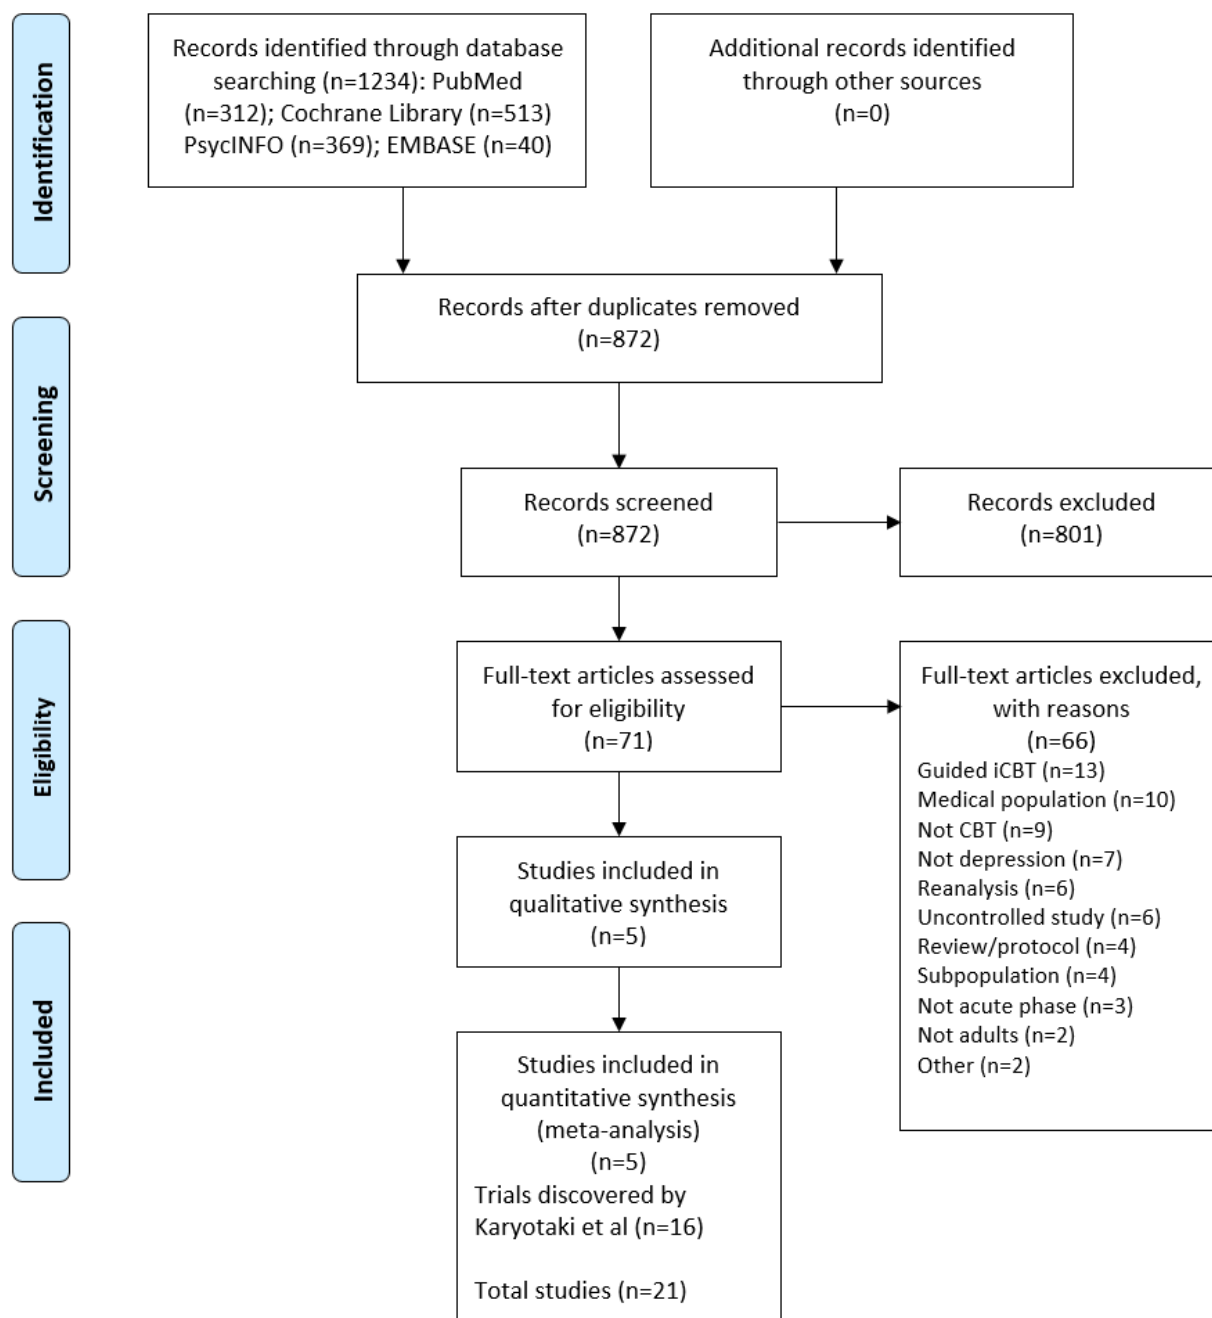 Identification
Records identified through database
searching (n=1234): PubMed
(n=312); Cochrane Library (n=513)
PsycINFO (n=369); EMBASE (n=40)
Additional records identified
through other sources
(n=0)
Records after duplicates removed
(n=872)
Screening
Records screened
(n=872)
Records excluded
(n=801)
Eligibility
Full-text articles assessed
for eligibility
(n=71)
Full-text articles excluded,
with reasons
(n=66)
Guided iCBT (n=13)
Medical population (n=10)
Not CBT (n=9)
Not depression (n=7)
Reanalysis (n=6)
Uncontrolled study (n=6)
Review/protocol (n=4)
Subpopulation (n=4)
Not acute phase (n=3)
Not adults (n=2)
Other (n=2)
Studies included in
qualitative synthesis
(n=5)
Included
Studies included in
quantitative synthesis
(meta-analysis)
(n=5)
Trials discovered by
Karyotaki et al (n=16)
Total studies (n=21)